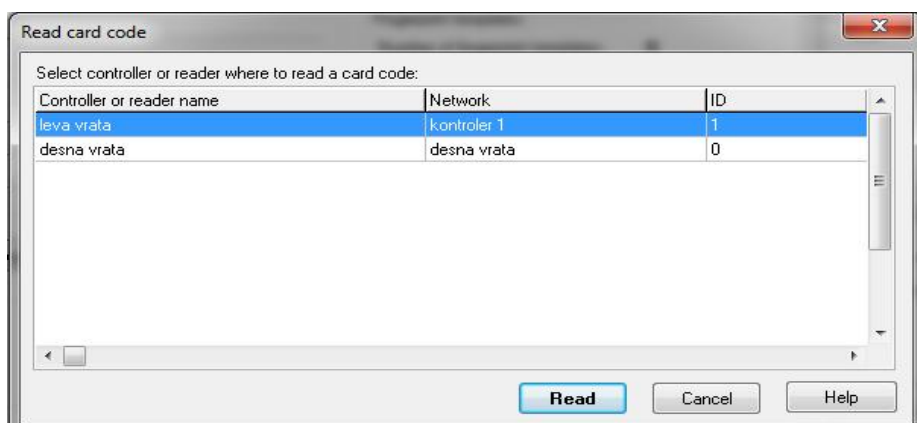 Read card code
Select controller or reader where to read a card code:
Controller or reader name Network ID
leva vrata kontroler 1 1
desna vrata desna vrata 0
Read Cancel Help